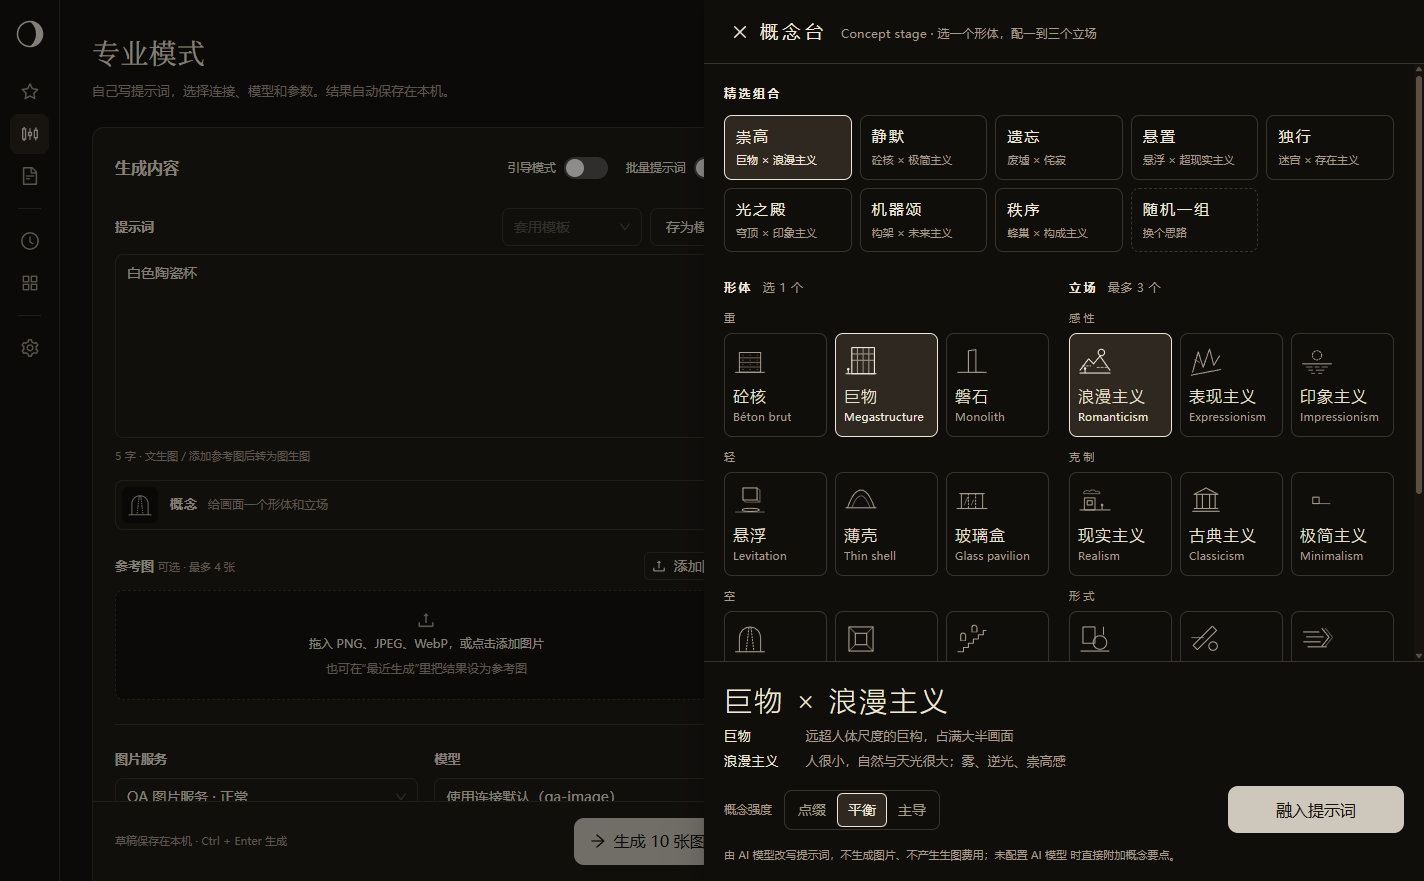 专业模式
自己写提示词，选择连接、模型和参数。结果自动保存在本机。
生成内容
引导模式
批量提示词
提示词
套用模板
存为模
白色陶瓷杯
5 字 · 文生图 / 添加参考图后转为图生图
概念 给画面一个形体和立场
参考图 可选 · 最多 4 张
添加
拖入 PNG、JPEG、WebP，或点击添加图片
也可在“最近生成”里把结果设为参考图
图片服务
模型
QA 图片服务 · 正常
使用连接默认（qa-image）
草稿保存在本机 · Ctrl + Enter 生成
生成 10 张图
概念台 Concept stage · 选一个形体，配一到三个立场
精选组合
崇高
巨物 × 浪漫主义
静默
砼核 × 极简主义
遗忘
废墟 × 侘寂
悬置
悬浮 × 超现实主义
独行
迷宫 × 存在主义
光之殿
穹顶 × 印象主义
机器颂
构架 × 未来主义
秩序
蜂巢 × 构成主义
随机一组
换个思路
形体 选 1 个
重
砼核
Béton brut
巨物
Megastructure
磐石
Monolith
轻
悬浮
Levitation
薄壳
Thin shell
玻璃盒
Glass pavilion
空
立场 最多 3 个
感性
浪漫主义
Romanticism
表现主义
Expressionism
印象主义
Impressionism
克制
现实主义
Realism
古典主义
Classicism
极简主义
Minimalism
形式
巨物 × 浪漫主义
巨物 远超人体尺度的巨构，占满大半画面
浪漫主义 人很小，自然与天光很大；雾、逆光、崇高感
概念强度
点缀
平衡
主导
融入提示词
由 AI 模型改写提示词，不生成图片、不产生生图费用；未配置 AI 模型 时直接附加概念要点。